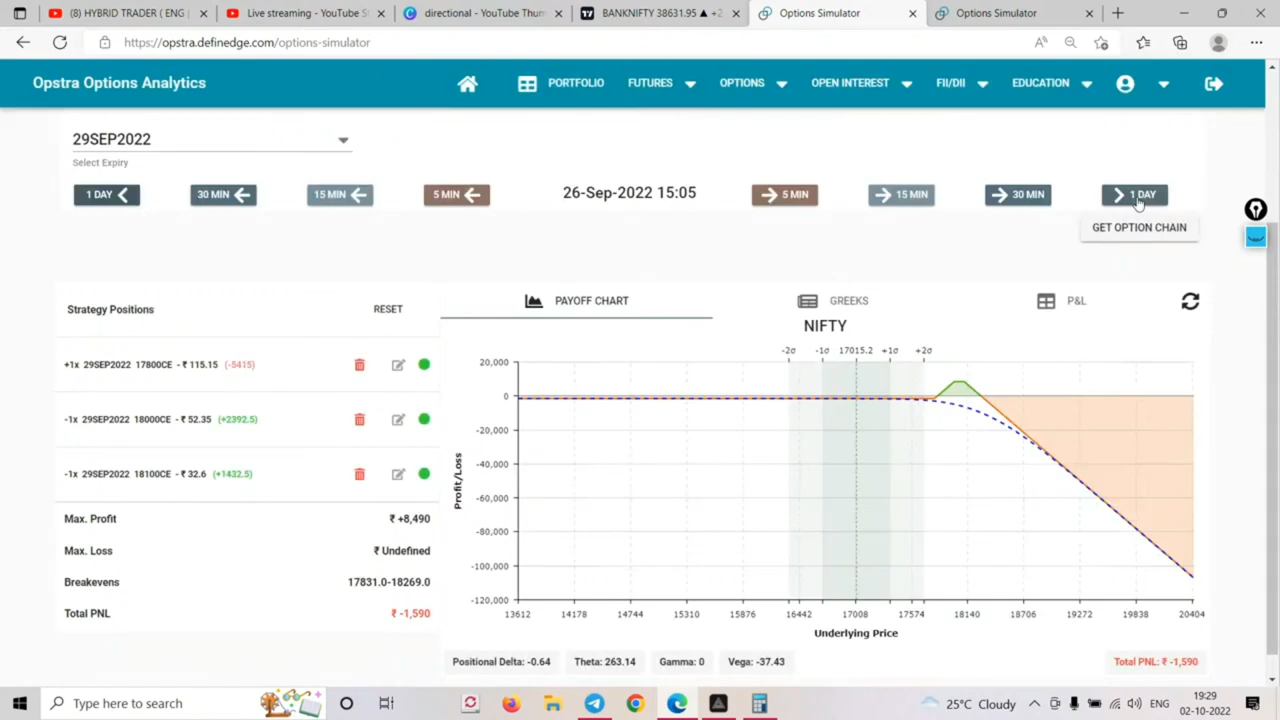 (8) HYBRID TRADER ( ENG (
Live streaming - YouTube S
directional - YouTube Thum
BANKNIFTY 38631.95 ▲ +2
Options Simulator
Options Simulator
https://opstra.definedge.com/options-simulator
Opstra Options Analytics
PORTFOLIO
FUTURES
OPTIONS
OPEN INTEREST
FII/DII
EDUCATION
29SEP2022
Select Expiry
1 DAY
30 MIN
15 MIN
5 MIN
26-Sep-2022 15:05
5 MIN
15 MIN
30 MIN
1 DAY
GET OPTION CHAIN
Strategy Positions
RESET
PAYOFF CHART
GREEKS
P&L
NIFTY
+1x 29SEP2022 17800CE - ₹ 115.15 (-5415)
-1x 29SEP2022 18000CE - ₹ 52.35 (+2392.5)
-1x 29SEP2022 18100CE - ₹ 32.6 (+1432.5)
Max. Profit ₹ +8,490
Max. Loss ₹ Undefined
Breakevens 17831.0-18269.0
Total PNL ₹ -1,590
-2σ -1σ 17015.2 +1σ +2σ
20,000
0
-20,000
-40,000
-60,000
-80,000
-100,000
-120,000
Profit/Loss
13612 14178 14744 15310 15876 16442 17008 17574 18140 18706 19272 19838 20404
Underlying Price
Positional Delta: -0.64
Theta: 263.14
Gamma: 0
Vega: -37.43
Total PNL: ₹ -1,590
Type here to search
25°C Cloudy
ENG
19:29
02-10-2022